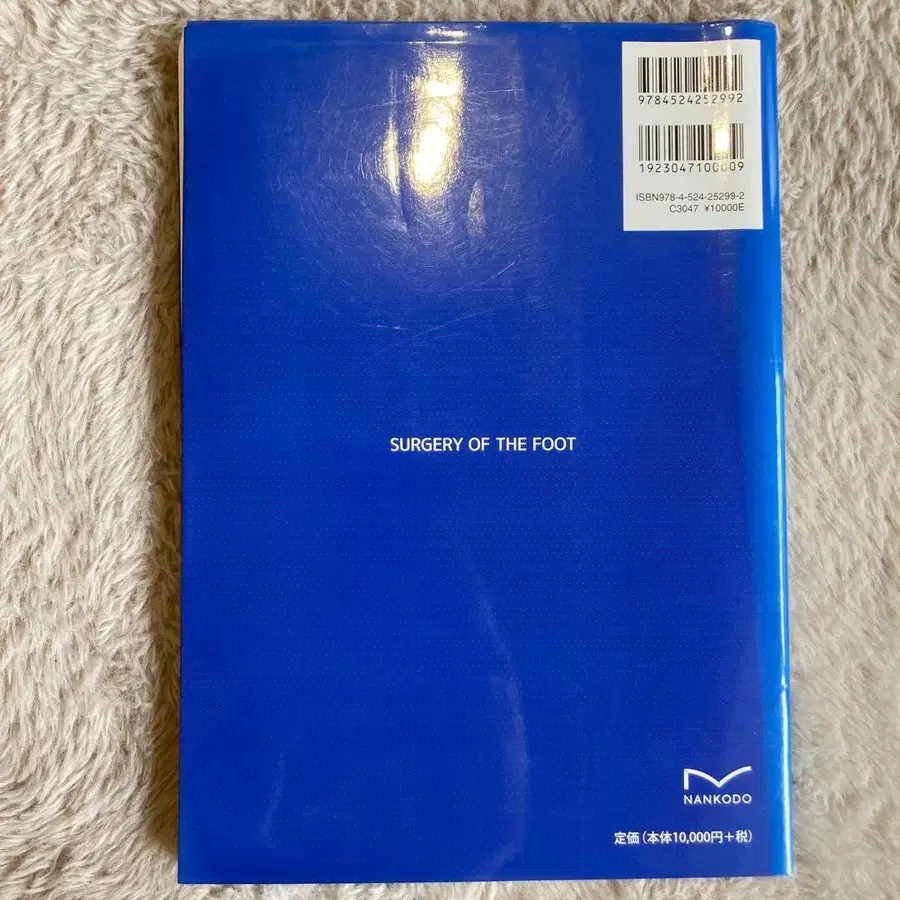 9784524252992
1923047100009
ISBN978-4-524-25299-2
C3047 ¥10000E
SURGERY OF THE FOOT
NANKODO
定価(本体10,000円+税)